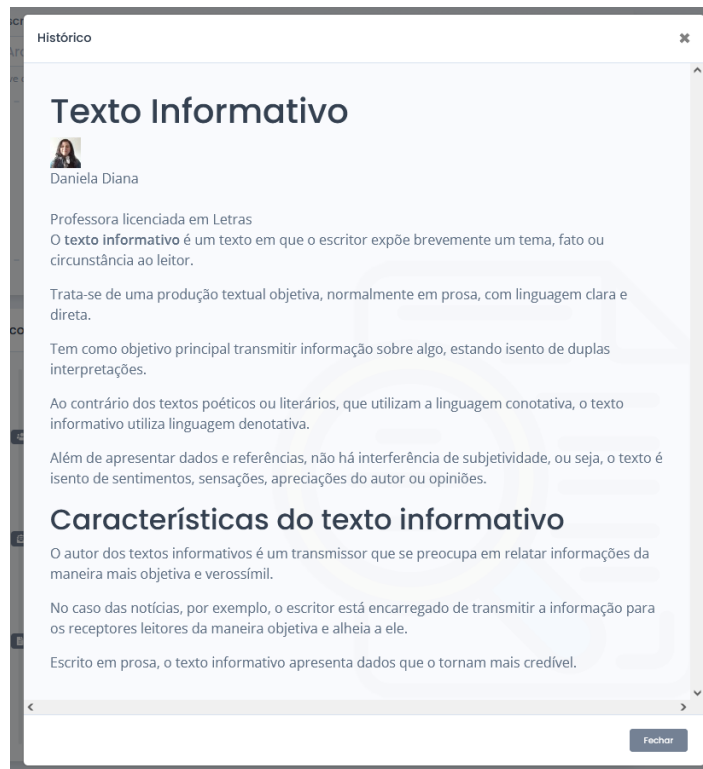 Histórico
Texto Informativo
Daniela Diana
Professora licenciada em Letras
O texto informativo é um texto em que o escritor expõe brevemente um tema, fato ou
circunstância ao leitor.
Trata-se de uma produção textual objetiva, normalmente em prosa, com linguagem clara e
direta.
Tem como objetivo principal transmitir informação sobre algo, estando isento de duplas
interpretações.
Ao contrário dos textos poéticos ou literários, que utilizam a linguagem conotativa, o texto
informativo utiliza linguagem denotativa.
Além de apresentar dados e referências, não há interferência de subjetividade, ou seja, o texto é
isento de sentimentos, sensações, apreciações do autor ou opiniões.
Características do texto informativo
O autor dos textos informativos é um transmissor que se preocupa em relatar informações da
maneira mais objetiva e verossímil.
No caso das notícias, por exemplo, o escritor está encarregado de transmitir a informação para
os receptores leitores da maneira objetiva e alheia a ele.
Escrito em prosa, o texto informativo apresenta dados que o tornam mais credível.
Fechar